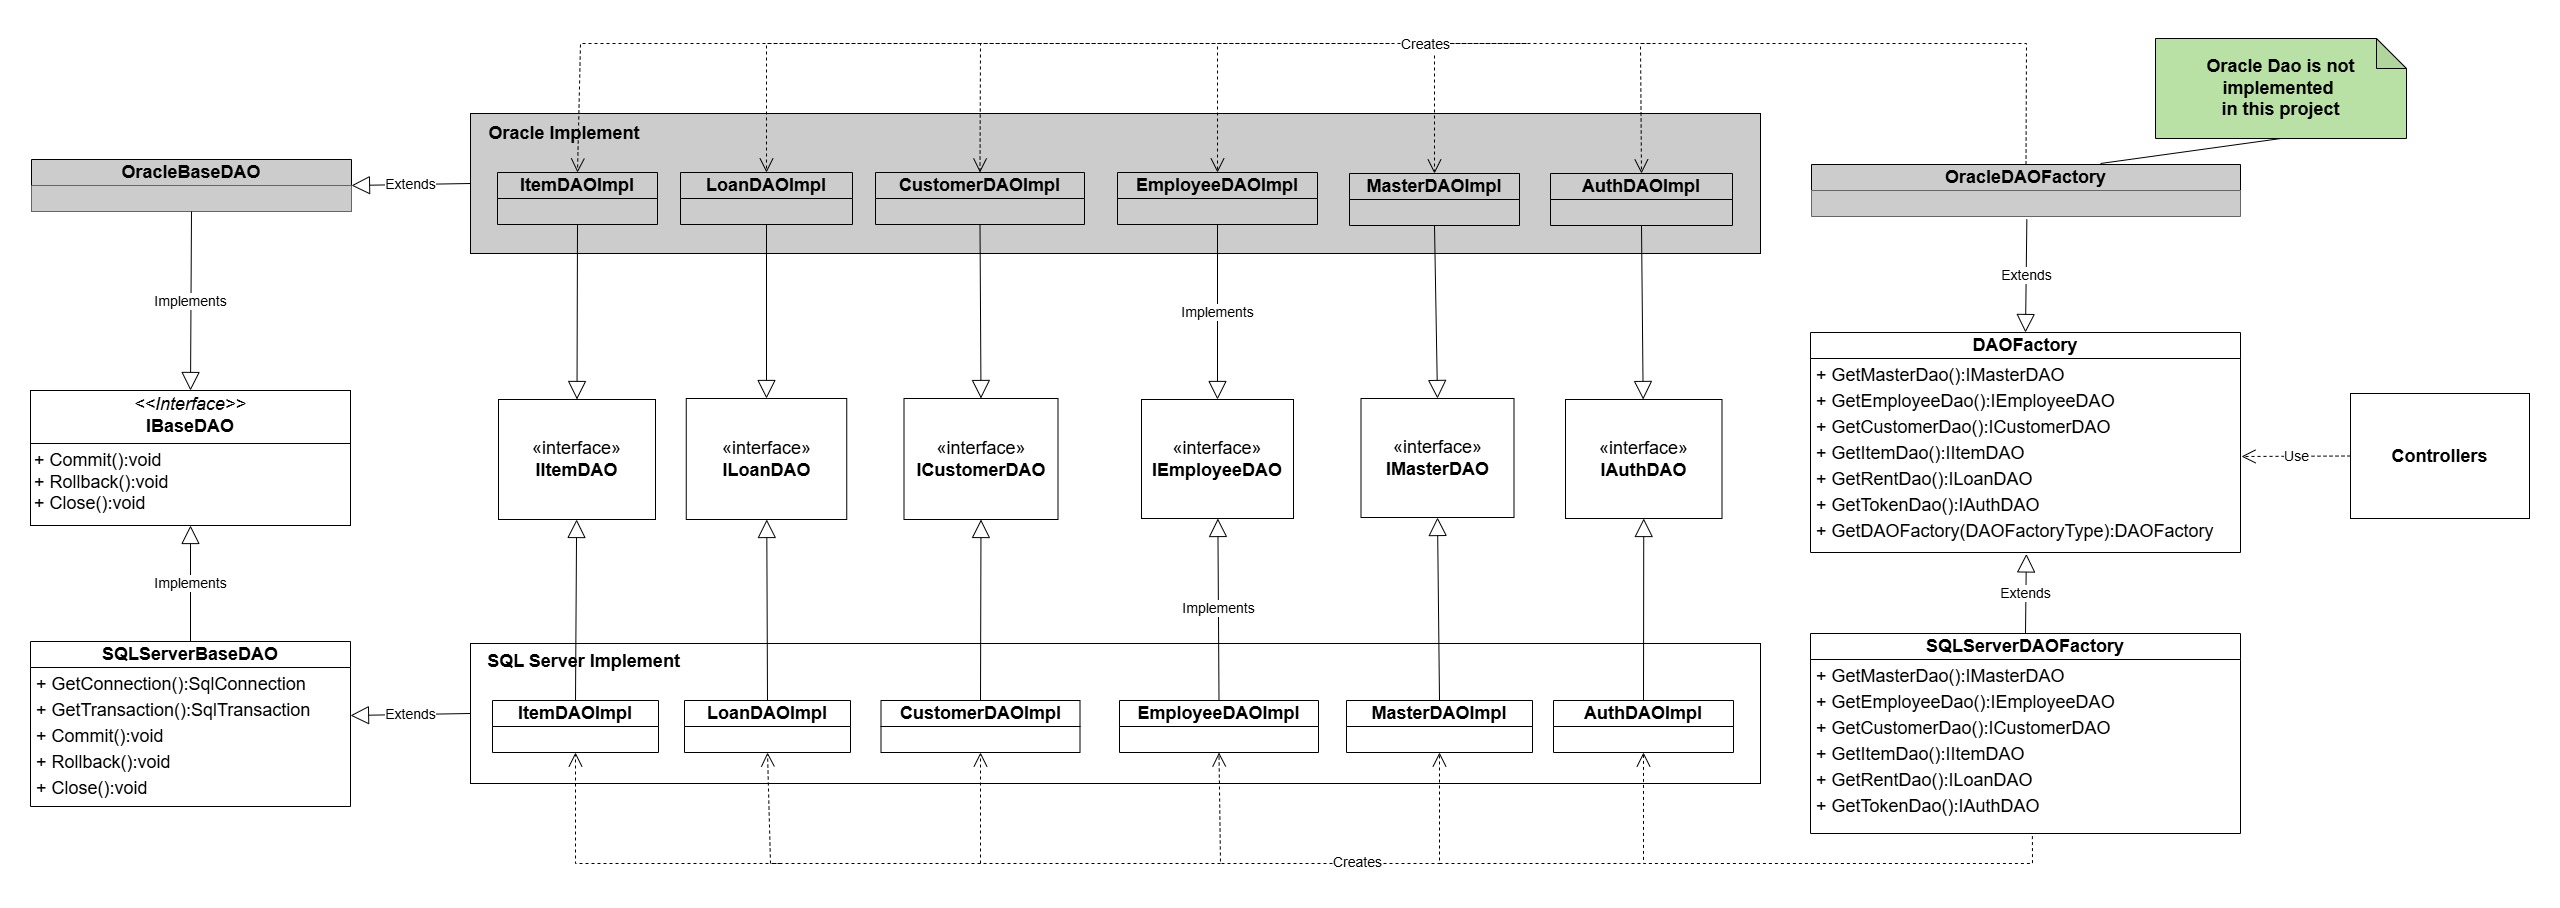 Creates
Oracle Dao is not
implemented
in this project
Oracle Implement
OracleBaseDAO
Extends
ItemDAOImpl
LoanDAOImpl
CustomerDAOImpl
EmployeeDAOImpl
MasterDAOImpl
AuthDAOImpl
OracleDAOFactory
Implements
Implements
Extends
<<Interface>>
IBaseDAO
+ Commit():void
+ Rollback():void
+ Close():void
«interface»
IItemDAO
«interface»
ILoanDAO
«interface»
ICustomerDAO
«interface»
IEmployeeDAO
«interface»
IMasterDAO
«interface»
IAuthDAO
DAOFactory
+ GetMasterDao():IMasterDAO
+ GetEmployeeDao():IEmployeeDAO
+ GetCustomerDao():ICustomerDAO
+ GetItemDao():IItemDAO
+ GetRentDao():ILoanDAO
+ GetTokenDao():IAuthDAO
+ GetDAOFactory(DAOFactoryType):DAOFactory
Use
Controllers
Implements
Implements
Extends
SQLServerBaseDAO
+ GetConnection():SqlConnection
+ GetTransaction():SqlTransaction
+ Commit():void
+ Rollback():void
+ Close():void
Extends
SQL Server Implement
ItemDAOImpl
LoanDAOImpl
CustomerDAOImpl
EmployeeDAOImpl
MasterDAOImpl
AuthDAOImpl
SQLServerDAOFactory
+ GetMasterDao():IMasterDAO
+ GetEmployeeDao():IEmployeeDAO
+ GetCustomerDao():ICustomerDAO
+ GetItemDao():IItemDAO
+ GetRentDao():ILoanDAO
+ GetTokenDao():IAuthDAO
Creates